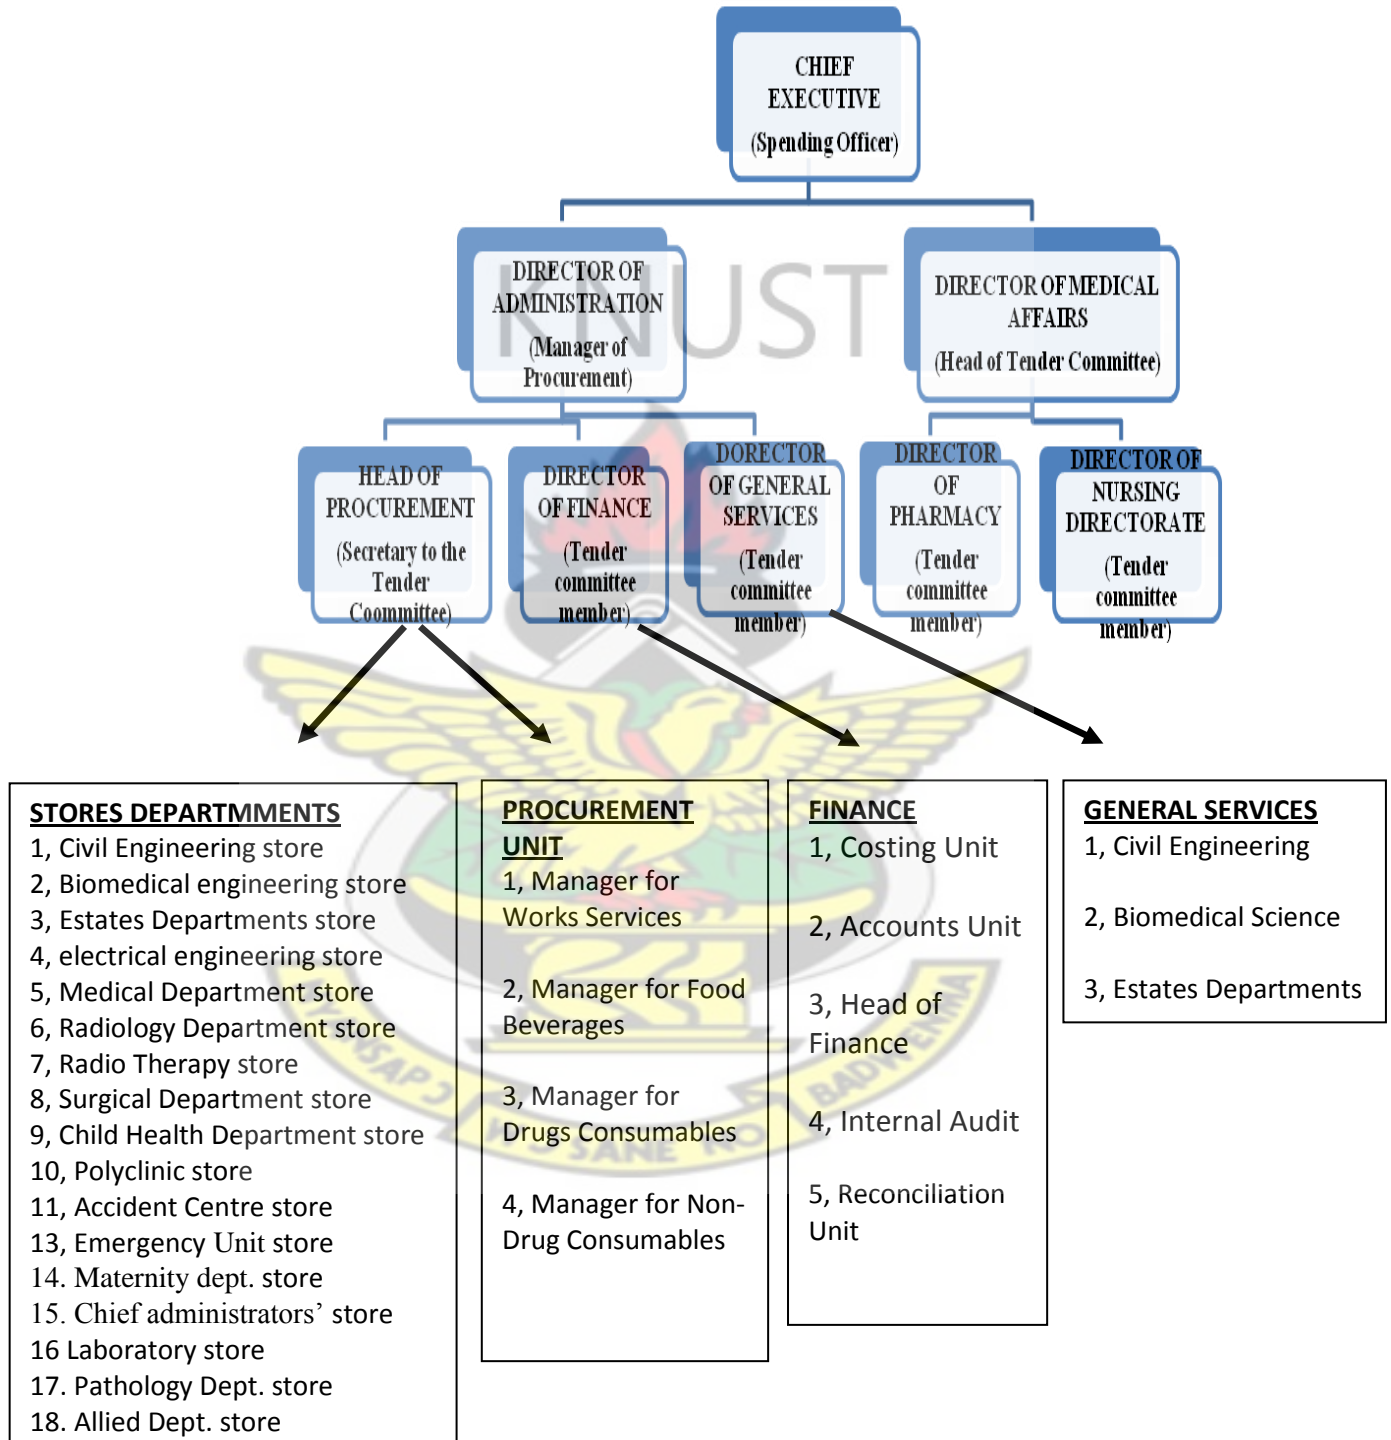 CHIEF
EXECUTIVE
(Spending Officer)
DIRECTOR OF
ADMINISTRATION
(Manager of
Procurement)
DIRECTOR OF MEDICAL
AFFAIRS
(Head of Tender Committee)
KNUST
HEAD OF
PROCUREMENT
(Secretary to the
Tender
Coommittee)
DIRECTOR
OF FINANCE
(Tender
committee
member)
DORECTOR
OF GENERAL
SERVICES
(Tender
committee
member)
DIRECTOR
OF
PHARMACY
(Tender
committee
member)
DIRECTOR OF
NURSING
DIRECTORATE
(Tender
committee
member)
STORES DEPARTMMENTS
1, Civil Engineering store
2, Biomedical engineering store
3, Estates Departments store
4, electrical engineering store
5, Medical Department store
6, Radiology Department store
7, Radio Therapy store
8, Surgical Department store
9, Child Health Department store
10, Polyclinic store
11, Accident Centre store
13, Emergency Unit store
14. Maternity dept. store
15. Chief administrators’ store
16 Laboratory store
17. Pathology Dept. store
18. Allied Dept. store
PROCUREMENT
UNIT
1, Manager for
Works Services
2, Manager for Food
Beverages
3, Manager for
Drugs Consumables
4, Manager for Non-
Drug Consumables
FINANCE
1, Costing Unit
2, Accounts Unit
3, Head of
Finance
4, Internal Audit
5, Reconciliation
Unit
GENERAL SERVICES
1, Civil Engineering
2, Biomedical Science
3, Estates Departments
WƆ SANE NO BADWENMA